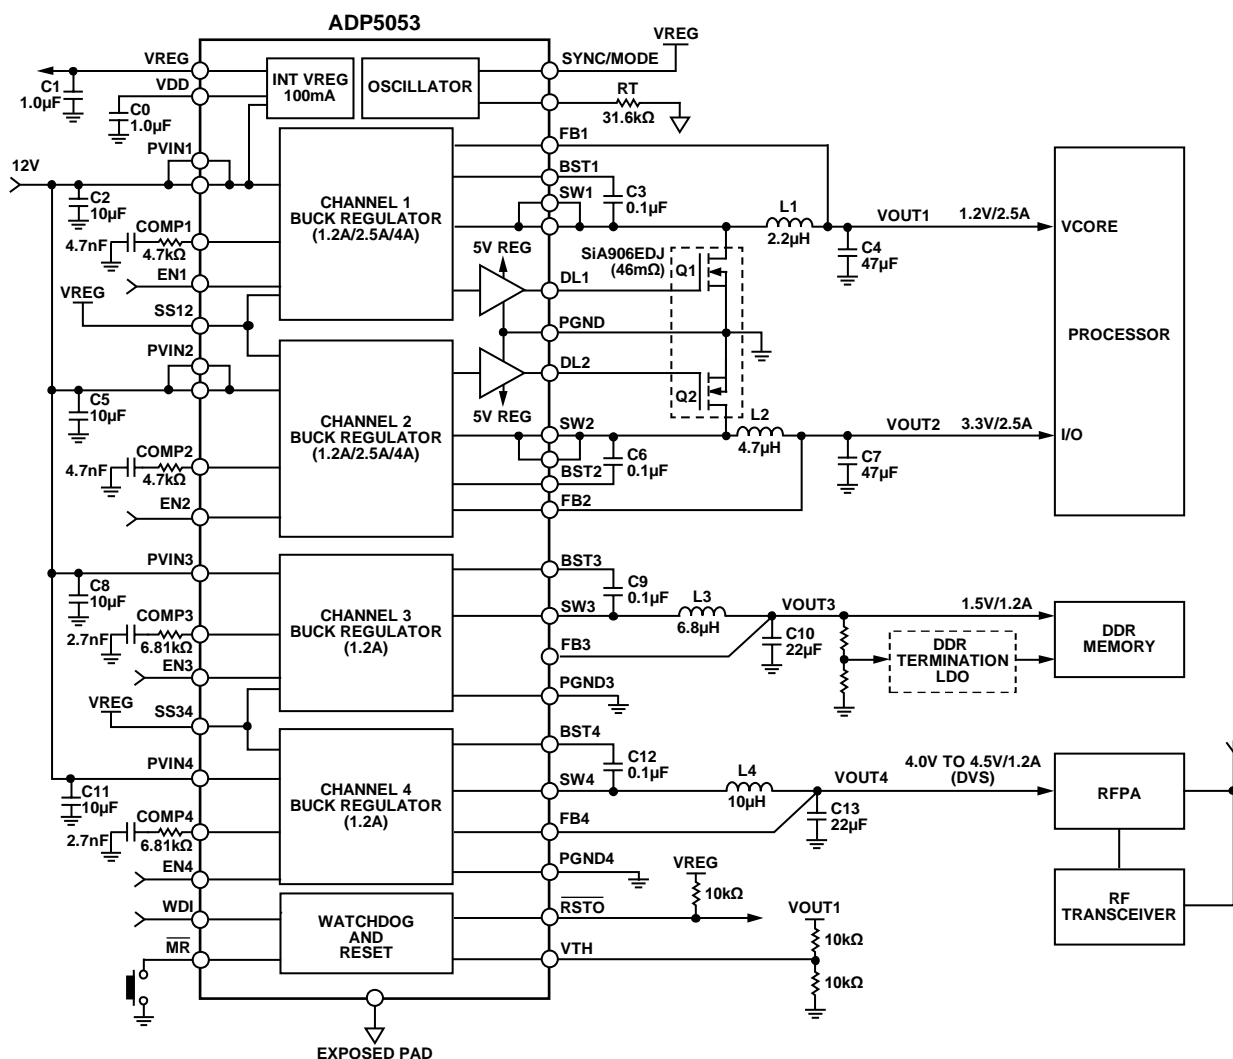 ADP5053
VREG
C1
1.0µF
VDD
C0
1.0µF
INT VREG
100mA
OSCILLATOR
SYNC/MODE
VREG
RT
31.6kΩ
12V
PVIN1
C2
10µF
COMP1
4.7nF
4.7kΩ
EN1
VREG
SS12
CHANNEL 1
BUCK REGULATOR
(1.2A/2.5A/4A)
FB1
BST1
SW1
C3
0.1µF
L1
2.2µH
VOUT1
1.2V/2.5A
C4
47µF
5V REG
DL1
SiA906EDJ
(46mΩ)
Q1
PGND
PVIN2
C5
10µF
COMP2
4.7nF
4.7kΩ
EN2
CHANNEL 2
BUCK REGULATOR
(1.2A/2.5A/4A)
5V REG
DL2
Q2
SW2
C6
0.1µF
BST2
FB2
L2
4.7µH
VOUT2
3.3V/2.5A
C7
47µF
VCORE
PROCESSOR
I/O
PVIN3
C8
10µF
COMP3
2.7nF
6.81kΩ
EN3
VREG
SS34
CHANNEL 3
BUCK REGULATOR
(1.2A)
BST3
C9
0.1µF
SW3
L3
6.8µH
FB3
PGND3
VOUT3
C10
22µF
1.5V/1.2A
DDR
TERMINATION
LDO
DDR
MEMORY
PVIN4
C11
10µF
COMP4
2.7nF
6.81kΩ
EN4
CHANNEL 4
BUCK REGULATOR
(1.2A)
BST4
C12
0.1µF
SW4
L4
10µH
FB4
PGND4
VOUT4
C13
22µF
4.0V TO 4.5V/1.2A
(DVS)
RFPA
RF
TRANSCEIVER
WDI
MR
WATCHDOG
AND
RESET
RSTO
VREG
10kΩ
VTH
VOUT1
10kΩ
10kΩ
EXPOSED PAD